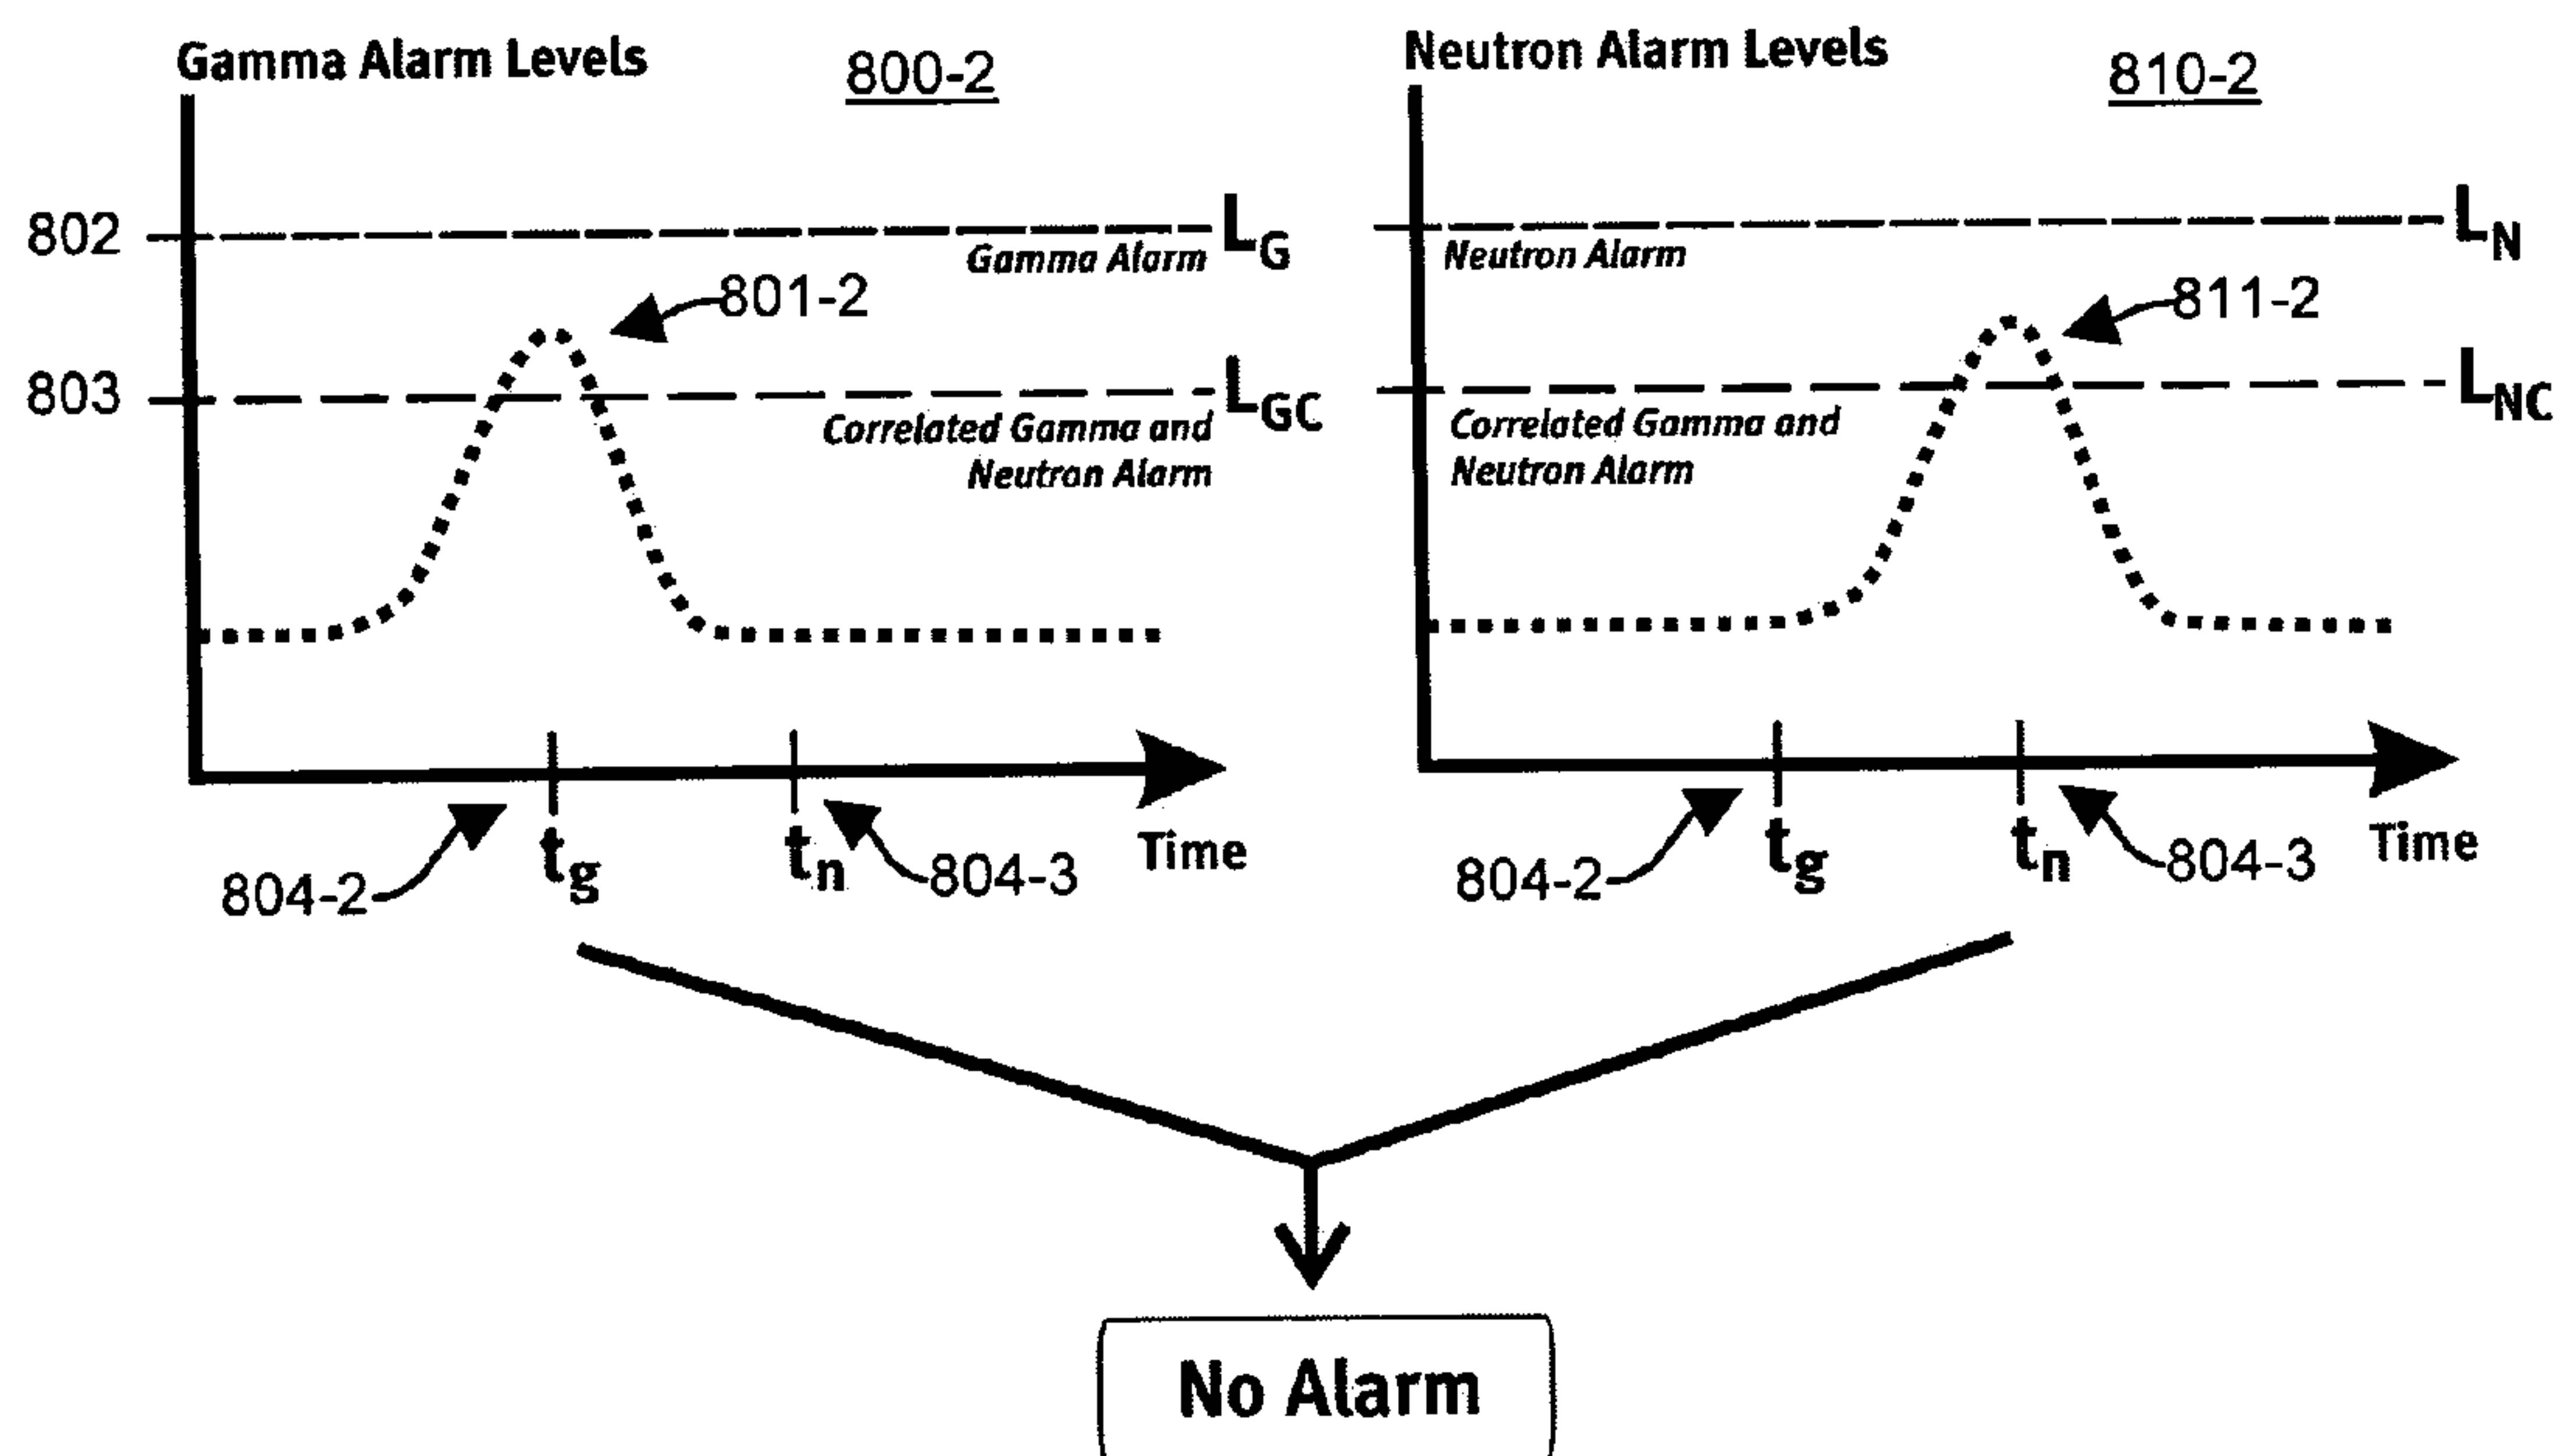 Gamma Alarm Levels
800-2
802
L_G
Gamma Alarm
801-2
803
L_GC
Correlated Gamma and
Neutron Alarm
804-2
t_g
t_n
804-3
Time
Neutron Alarm Levels
810-2
L_N
Neutron Alarm
811-2
L_NC
Correlated Gamma and
Neutron Alarm
804-2
t_g
t_n
804-3
Time
No Alarm